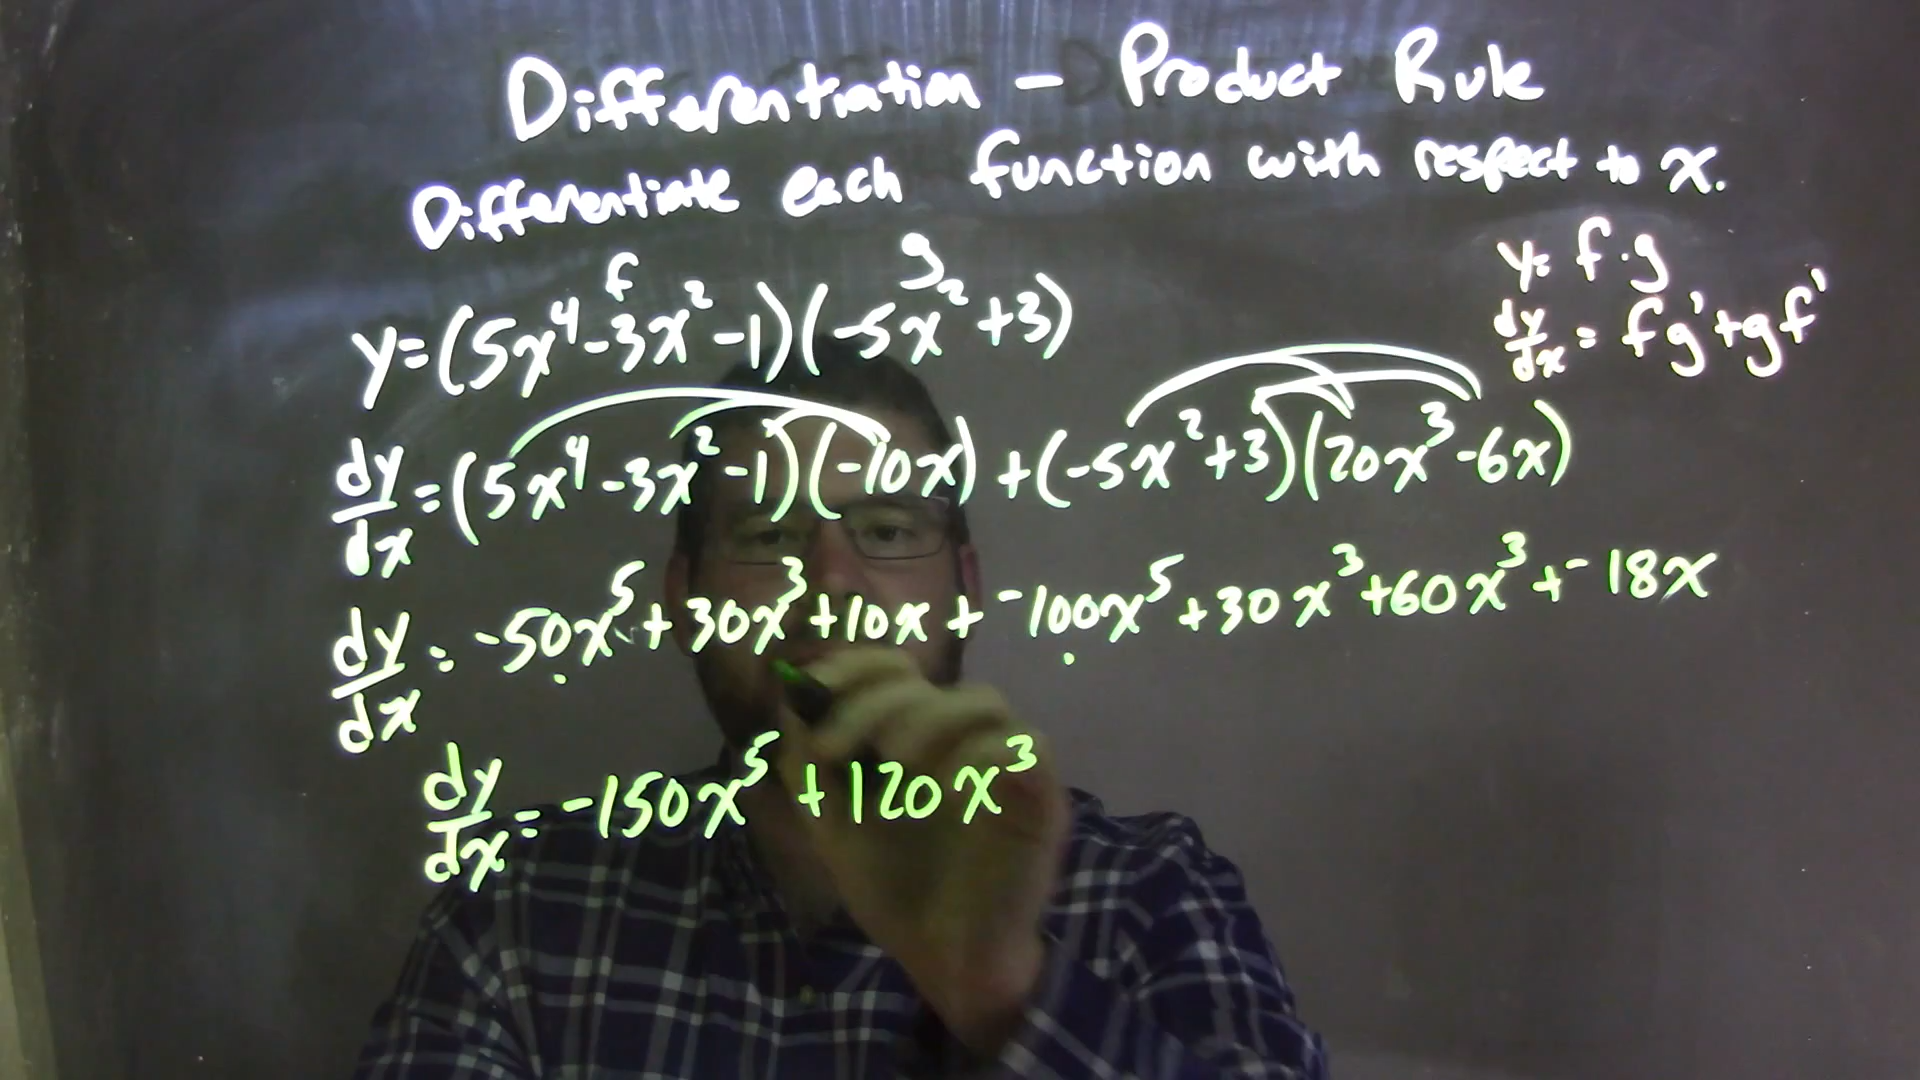 Differentiation - Product Rule
Differentiate each function with respect to x.
f g
y=(5x⁴-3x²-1)(-5x²+3)
y= f·g
dy/dx = fg'+gf'
dy/dx=(5x⁴-3x²-1)(-10x)+(-5x²+3)(20x³-6x)
dy/dx = -50x⁵+30x³+10x+-100x⁵+30x³+60x³+-18x
dy/dx=-150x⁵+120x³